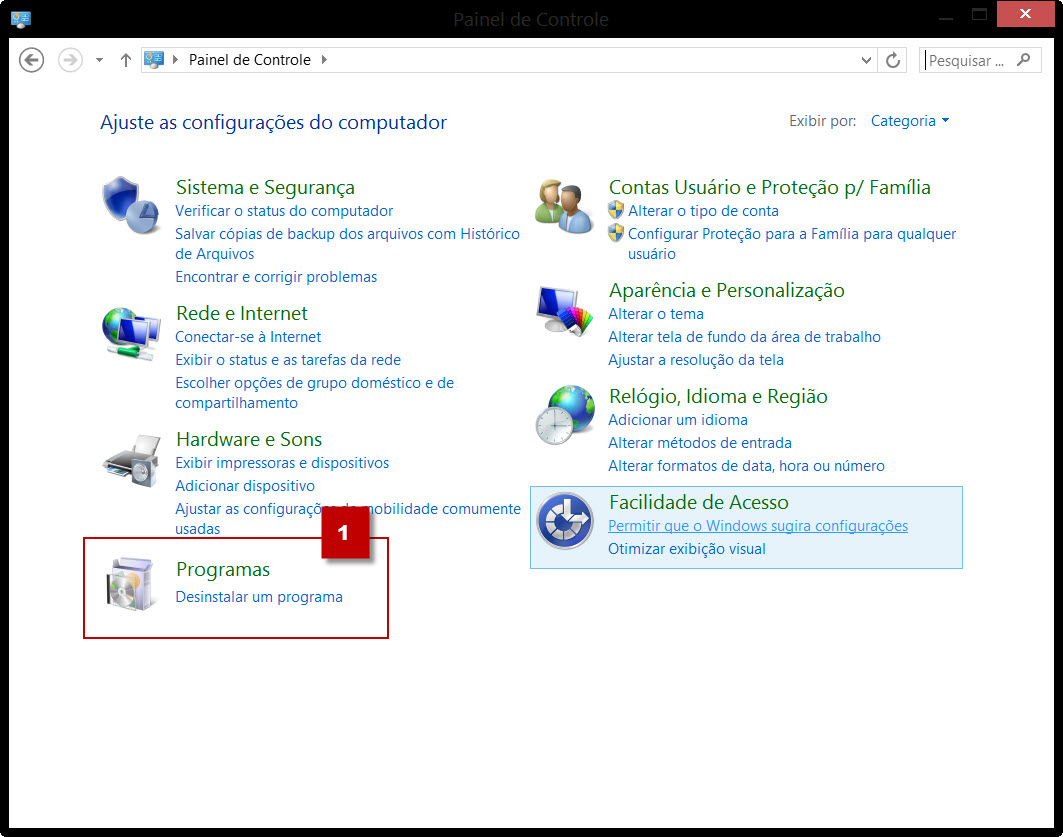 Painel de Controle
Painel de Controle
Pesquisar ...
Ajuste as configurações do computador
Exibir por: Categoria
Sistema e Segurança
Verificar o status do computador
Salvar cópias de backup dos arquivos com Histórico
de Arquivos
Encontrar e corrigir problemas
Rede e Internet
Conectar-se à Internet
Exibir o status e as tarefas da rede
Escolher opções de grupo doméstico e de
compartilhamento
Hardware e Sons
Exibir impressoras e dispositivos
Adicionar dispositivo
Ajustar as configurações de mobilidade comumente
usadas
1
Programas
Desinstalar um programa
Contas Usuário e Proteção p/ Família
Alterar o tipo de conta
Configurar Proteção para a Família para qualquer
usuário
Aparência e Personalização
Alterar o tema
Alterar tela de fundo da área de trabalho
Ajustar a resolução da tela
Relógio, Idioma e Região
Adicionar um idioma
Alterar métodos de entrada
Alterar formatos de data, hora ou número
Facilidade de Acesso
Permitir que o Windows sugira configurações
Otimizar exibição visual